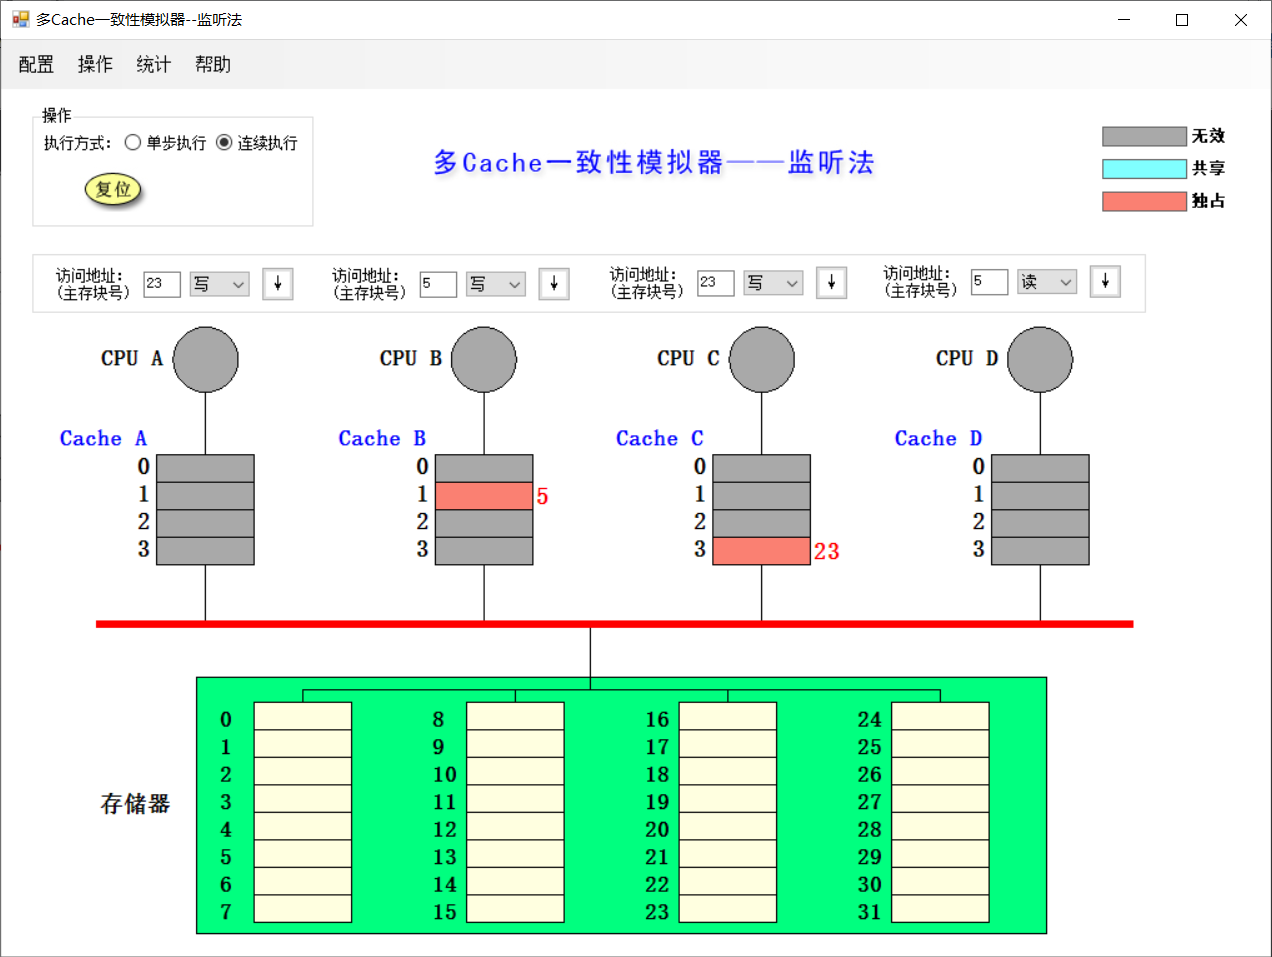 多Cache一致性模拟器--监听法
配置 操作 统计 帮助
操作
执行方式： 单步执行 连续执行
复位
多Cache一致性模拟器——监听法
无效
共享
独占
访问地址：
（主存块号）
23 写 ↓
访问地址：
（主存块号）
5 写 ↓
访问地址：
（主存块号）
23 写 ↓
访问地址：
（主存块号）
5 读 ↓
CPU A CPU B CPU C CPU D
Cache A Cache B Cache C Cache D
0 0 0 0
1 1 5 1 1
2 2 2 2
3 3 3 23 3
存储器
0 8 16 24
1 9 17 25
2 10 18 26
3 11 19 27
4 12 20 28
5 13 21 29
6 14 22 30
7 15 23 31